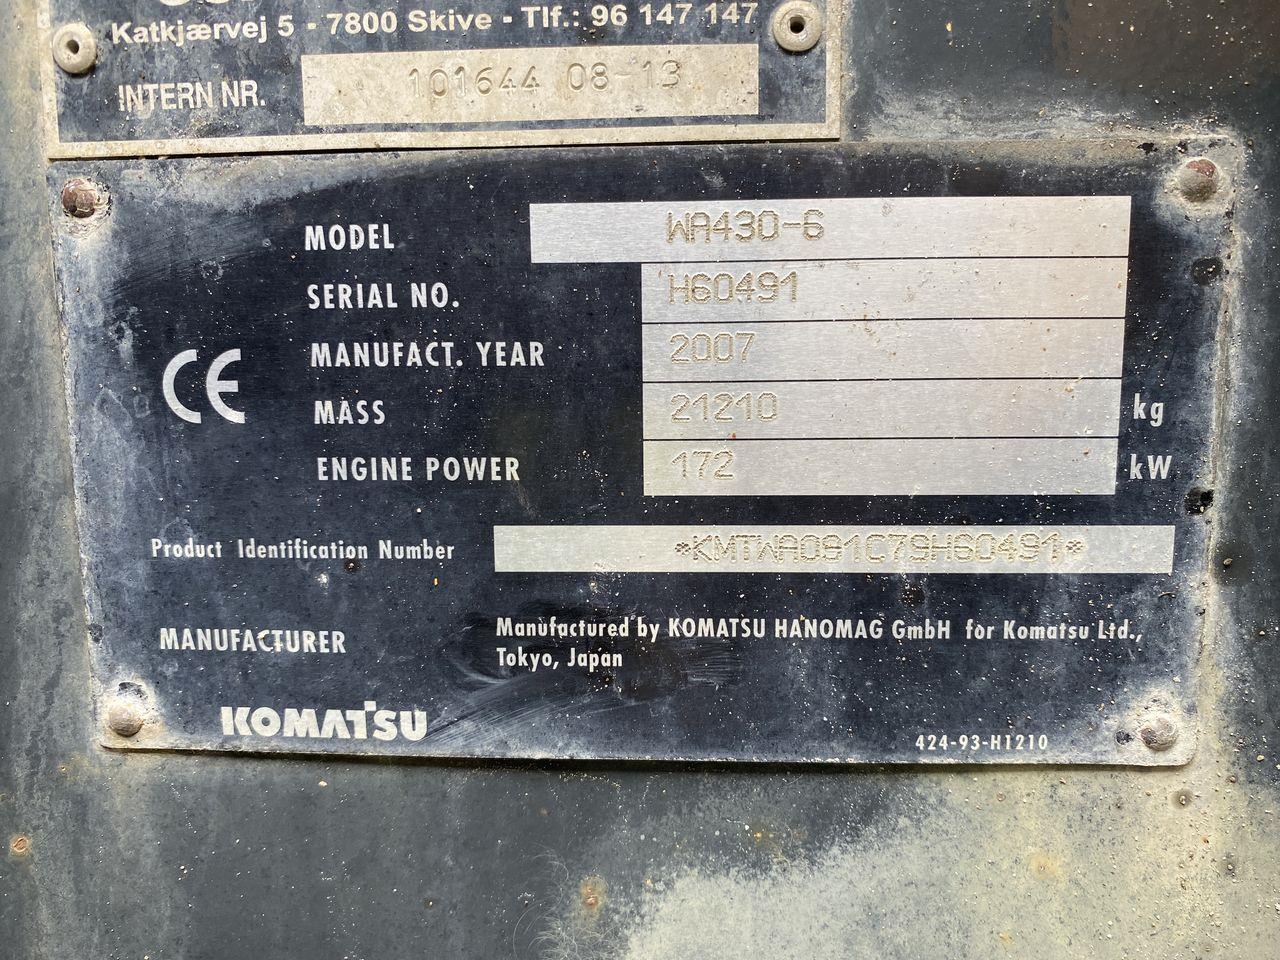 Katkjærvej 5 - 7800 Skive - Tlf.: 96 147 147
INTERN NR. 101644 08-13
MODEL WA430-6
SERIAL NO. H60491
MANUFACT. YEAR 2007
MASS 21210 kg
ENGINE POWER 172 kW
CE
Product Identification Number *KMTWA081C79H60491*
MANUFACTURER Manufactured by KOMATSU HANOMAG GmbH for Komatsu Ltd.,
Tokyo, Japan
KOMATSU
424-93-H1210